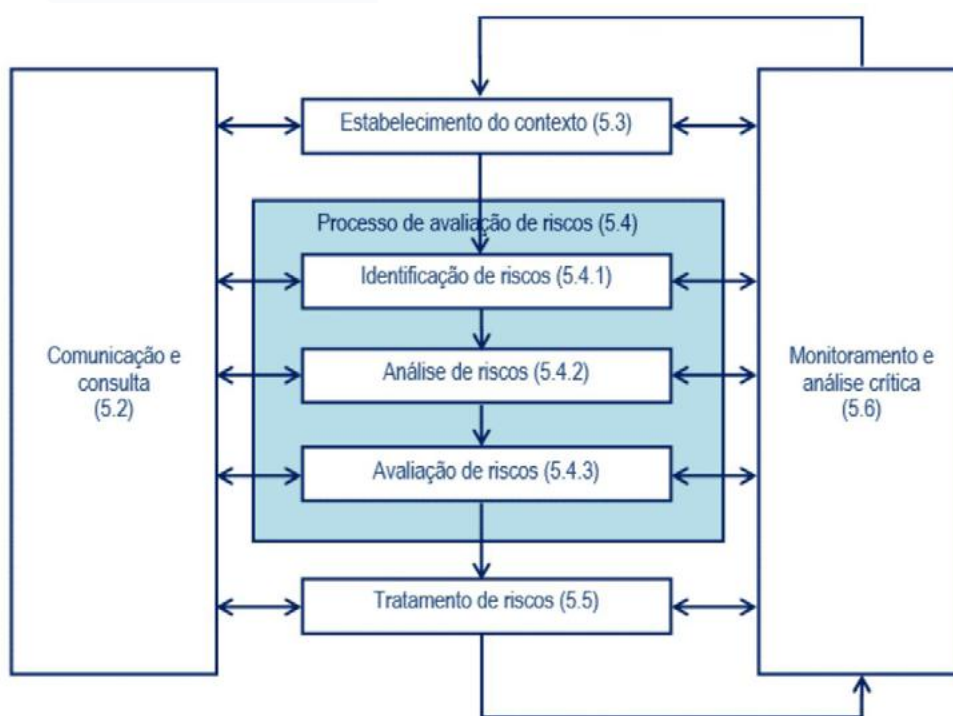 Estabelecimento do contexto (5.3)
Processo de avaliação de riscos (5.4)
Identificação de riscos (5.4.1)
Comunicação e
consulta
(5.2)
Análise de riscos (5.4.2)
Monitoramento e
análise crítica
(5.6)
Avaliação de riscos (5.4.3)
Tratamento de riscos (5.5)